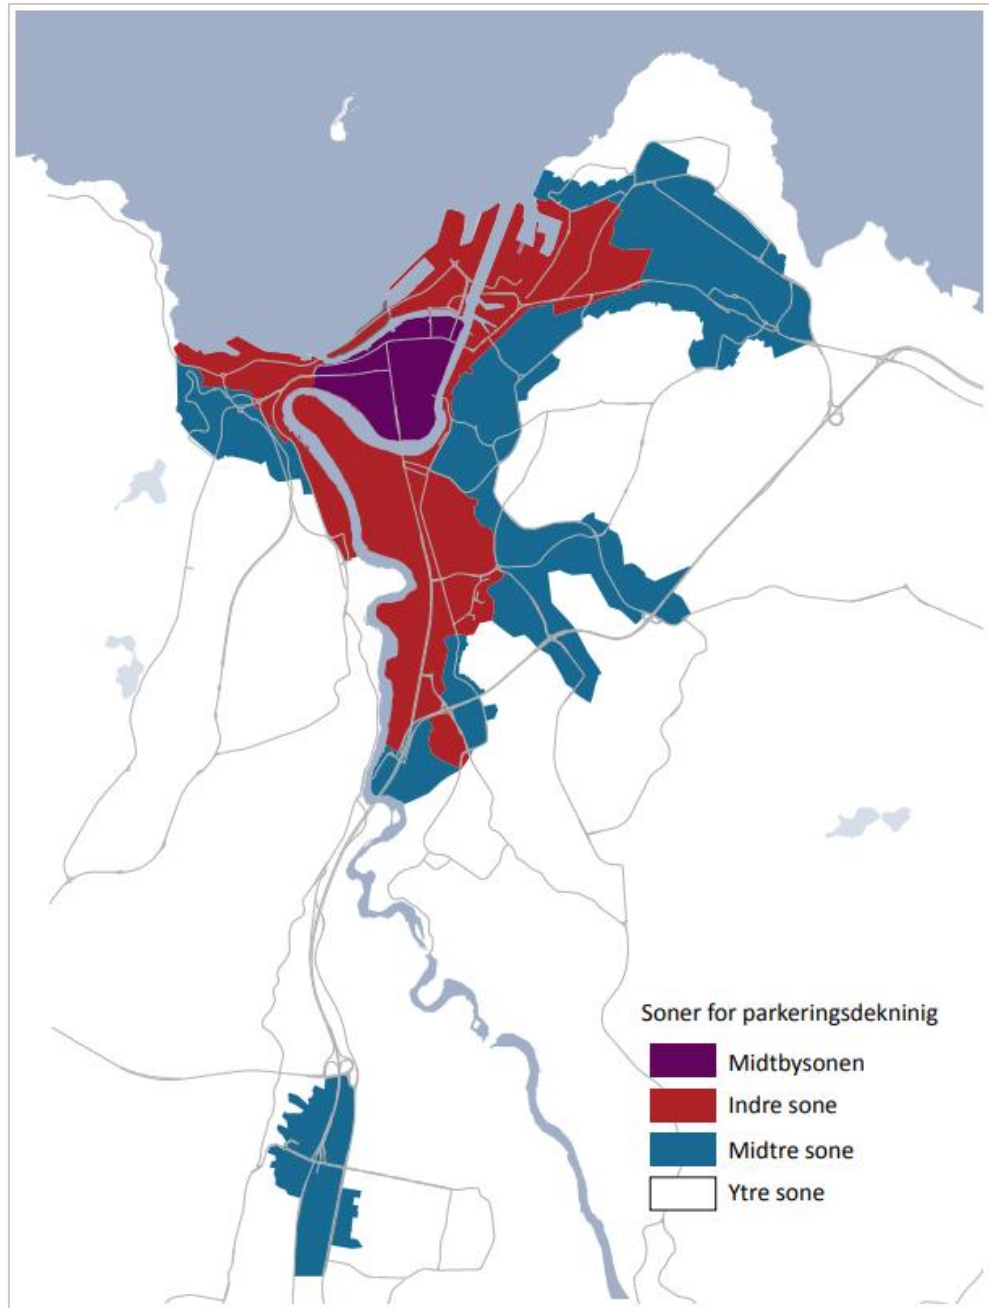 Soner for parkeringsdekninig
Midtbysonen
Indre sone
Midtre sone
Ytre sone